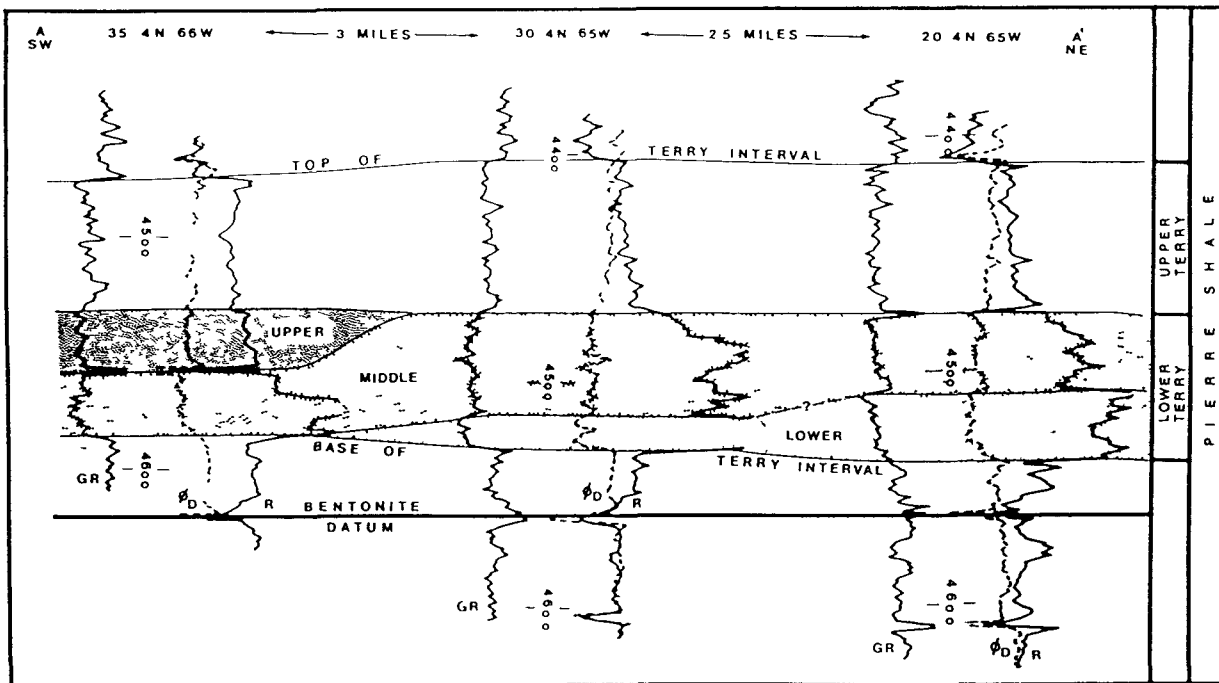 A SW 35 4N 66W 3 MILES 30 4N 65W 25 MILES 20 4N 65W A' NE
4400
4400
TOP OF TERRY INTERVAL
4500
UPPER TERRY
PIERRE SHALE
UPPER
MIDDLE
4500
4500
LOWER TERRY
?
LOWER
BASE OF TERRY INTERVAL
GR
4600
ϕD
R
ϕD
R
BENTONITE
DATUM
GR
4600
4600
GR
ϕD
R